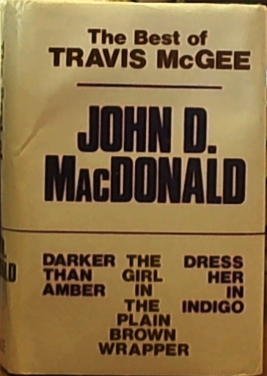 The Best of
TRAVIS McGEE
JOHN D.
MACDONALD
DARKER
THAN
AMBER
THE
GIRL
IN
THE
PLAIN
BROWN
WRAPPER
DRESS
HER
IN
INDIGO